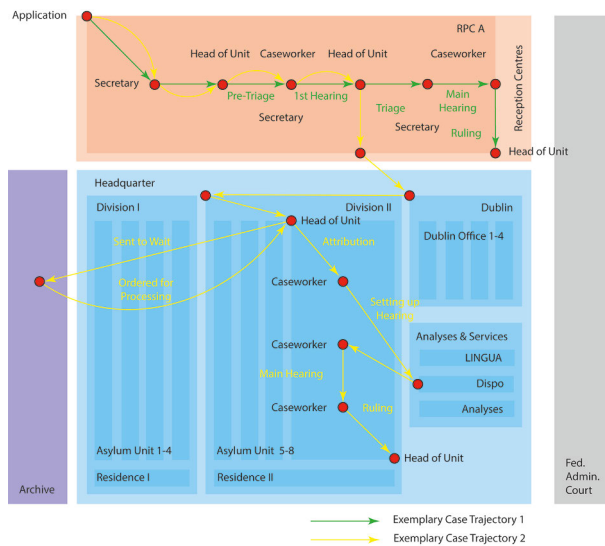 Application
RPC A
Head of Unit
Caseworker
Head of Unit
Caseworker
Secretary
Pre-Triage
1st Hearing
Triage
Main
Hearing
Secretary
Secretary
Ruling
Reception Centres
Head of Unit
Headquarter
Division I
Division II
Dublin
Head of Unit
Dublin Office 1-4
Sent to Wait
Attribution
Ordered for
Processing
Caseworker
Setting up
Hearing
Analyses & Services
Caseworker
LINGUA
Main Hearing
Dispo
Caseworker
Ruling
Analyses
Asylum Unit 1-4
Asylum Unit 5-8
Head of Unit
Residence I
Residence II
Archive
Fed.
Admin.
Court
Exemplary Case Trajectory 1
Exemplary Case Trajectory 2